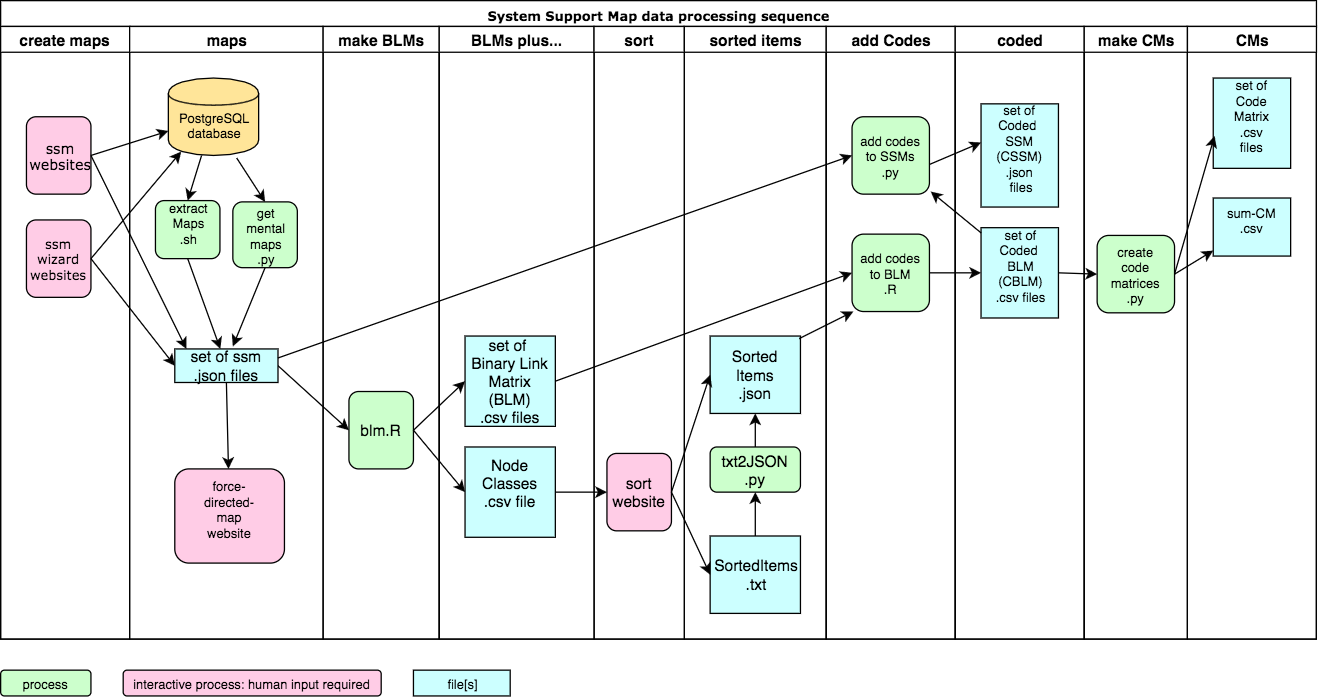 System Support Map data processing sequence
create maps
maps
make BLMs
BLMs plus...
sort
sorted items
add Codes
coded
make CMs
CMs
ssm
websites
ssm
wizard
websites
PostgreSQL
database
extract
Maps
.sh
get
mental
maps
.py
set of ssm
.json files
force-
directed-
map
website
blm.R
set of
Binary Link
Matrix
(BLM)
.csv files
Node
Classes
.csv file
sort
website
Sorted
Items
.json
txt2JSON
.py
SortedItems
.txt
add codes
to SSMs
.py
add codes
to BLM
.R
set of
Coded
SSM
(CSSM)
.json
files
set of
Coded
BLM
(CBLM)
.csv files
create
code
matrices
.py
set of
Code
Matrix
.csv
files
sum-CM
.csv
process
interactive process: human input required
file[s]